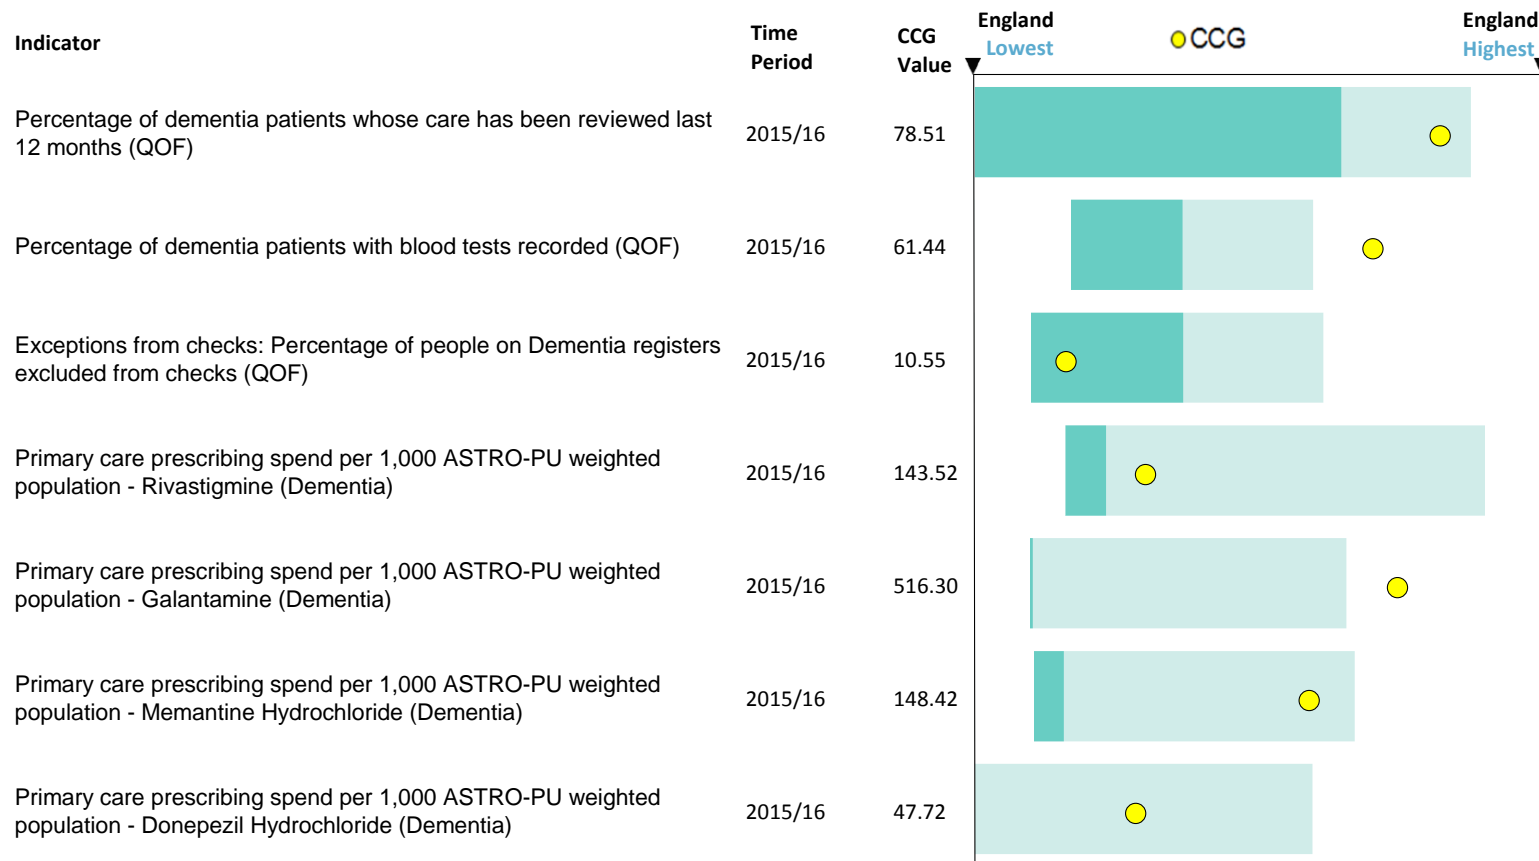 Indicator
Time
Period
CCG
Value
England
Lowest
CCG
England
Highest
Percentage of dementia patients whose care has been reviewed last
12 months (QOF)
2015/16
78.51
Percentage of dementia patients with blood tests recorded (QOF)
2015/16
61.44
Exceptions from checks: Percentage of people on Dementia registers
excluded from checks (QOF)
2015/16
10.55
Primary care prescribing spend per 1,000 ASTRO-PU weighted
population - Rivastigmine (Dementia)
2015/16
143.52
Primary care prescribing spend per 1,000 ASTRO-PU weighted
population - Galantamine (Dementia)
2015/16
516.30
Primary care prescribing spend per 1,000 ASTRO-PU weighted
population - Memantine Hydrochloride (Dementia)
2015/16
148.42
Primary care prescribing spend per 1,000 ASTRO-PU weighted
population - Donepezil Hydrochloride (Dementia)
2015/16
47.72